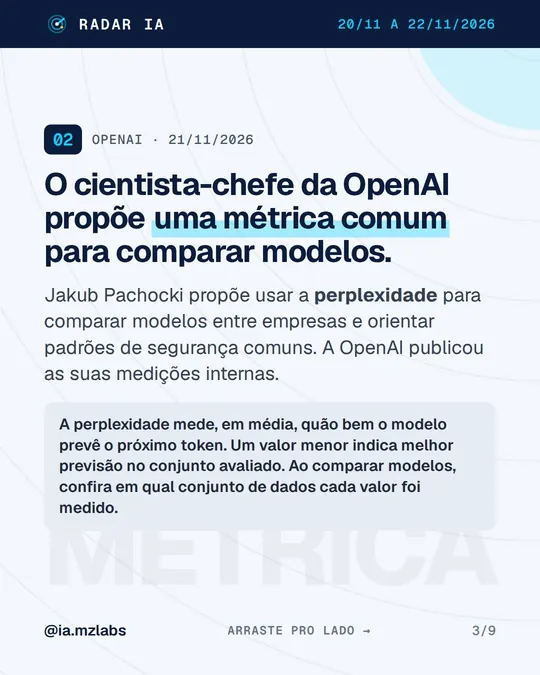 RADAR IA
20/11 A 22/11/2026
02
OPENAI · 21/11/2026
O cientista-chefe da OpenAI
propõe uma métrica comum
para comparar modelos.
Jakub Pachocki propõe usar a perplexidade para
comparar modelos entre empresas e orientar
padrões de segurança comuns. A OpenAI publicou
as suas medições internas.
A perplexidade mede, em média, quão bem o modelo
prevê o próximo token. Um valor menor indica melhor
previsão no conjunto avaliado. Ao comparar modelos,
confira em qual conjunto de dados cada valor foi
medido.
MÉTRICA
@ia.mzlabs
ARRASTE PRO LADO →
3/9